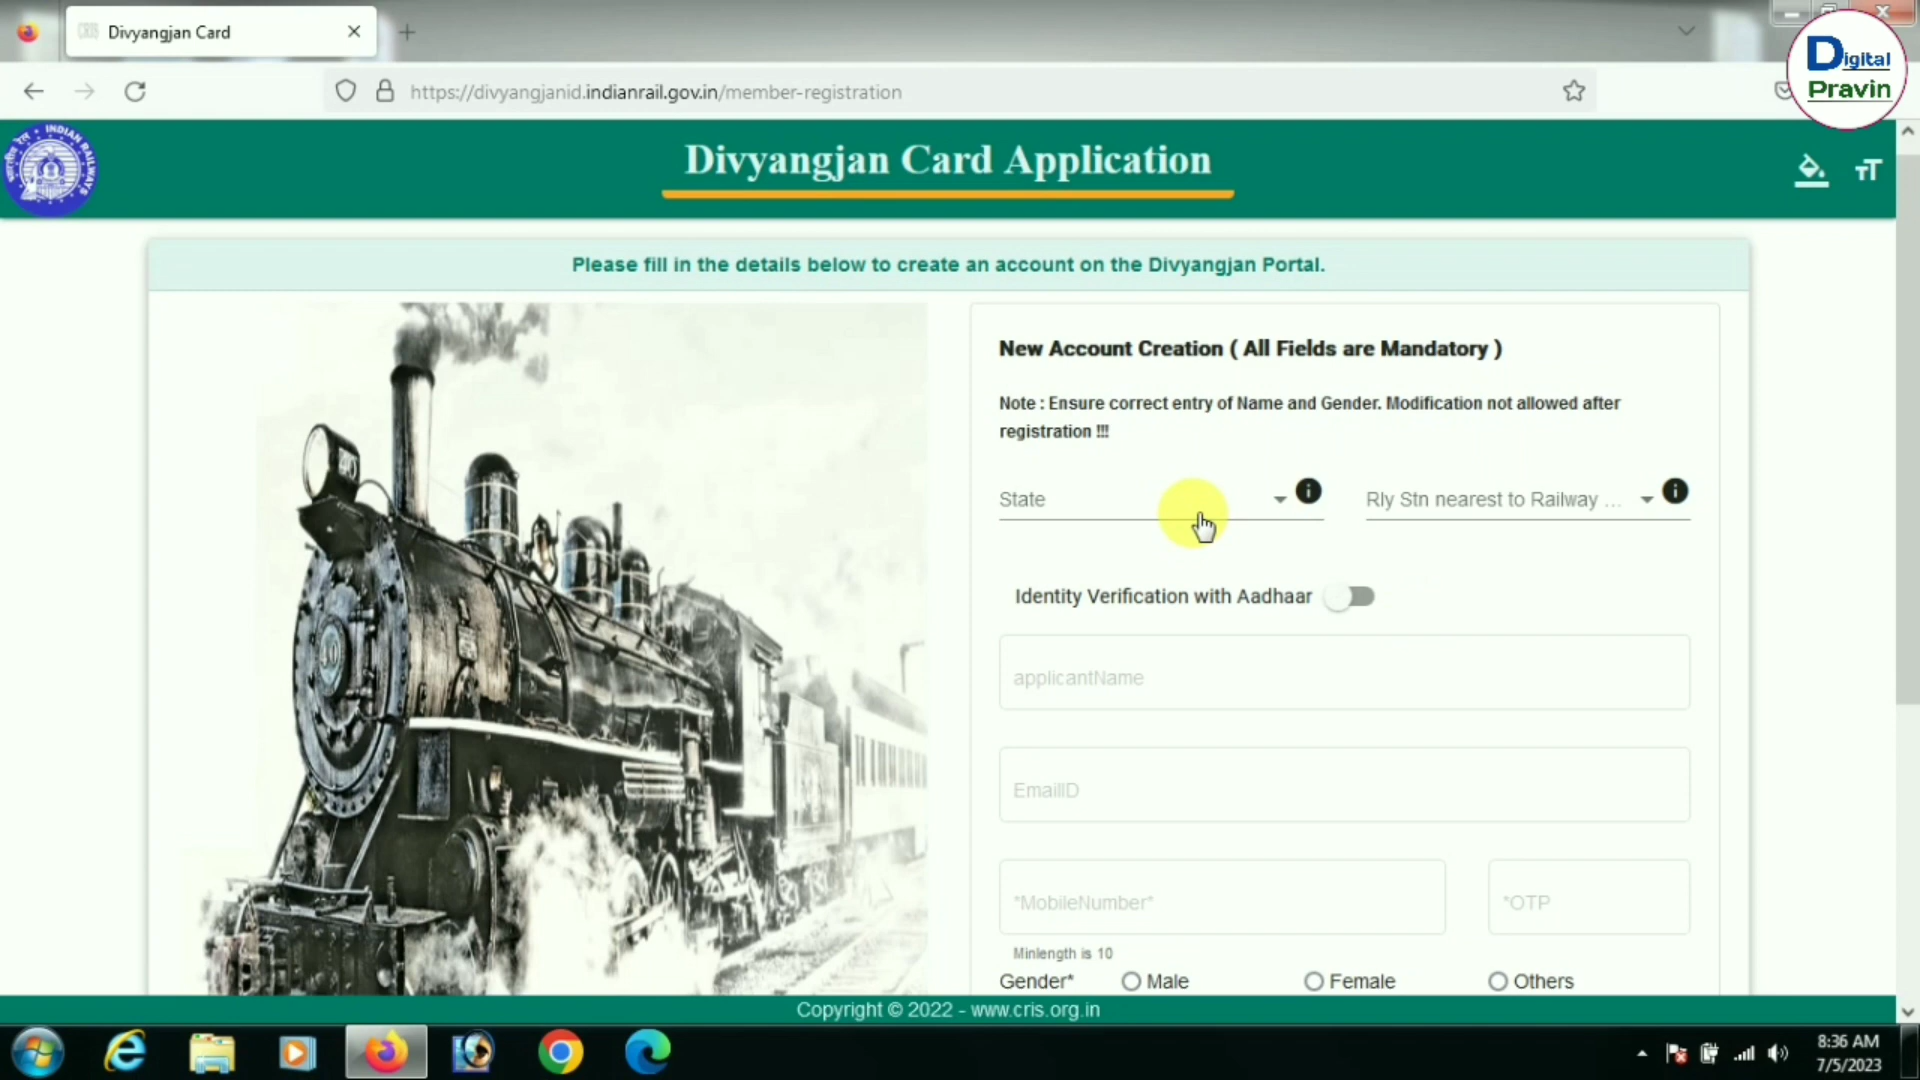 Divyangjan Card
Digital
Pravin
https://divyangjanid.indianrail.gov.in/member-registration
INDIAN RAILWAYS
Divyangjan Card Application
Please fill in the details below to create an account on the Divyangjan Portal.
New Account Creation ( All Fields are Mandatory )
Note : Ensure correct entry of Name and Gender. Modification not allowed after
registration !!!
State
Rly Stn nearest to Railway ...
Identity Verification with Aadhaar
applicantName
EmailID
*MobileNumber*
*OTP
Minlength is 10
Gender* Male Female Others
Copyright © 2022 - www.cris.org.in
8:36 AM
7/5/2023